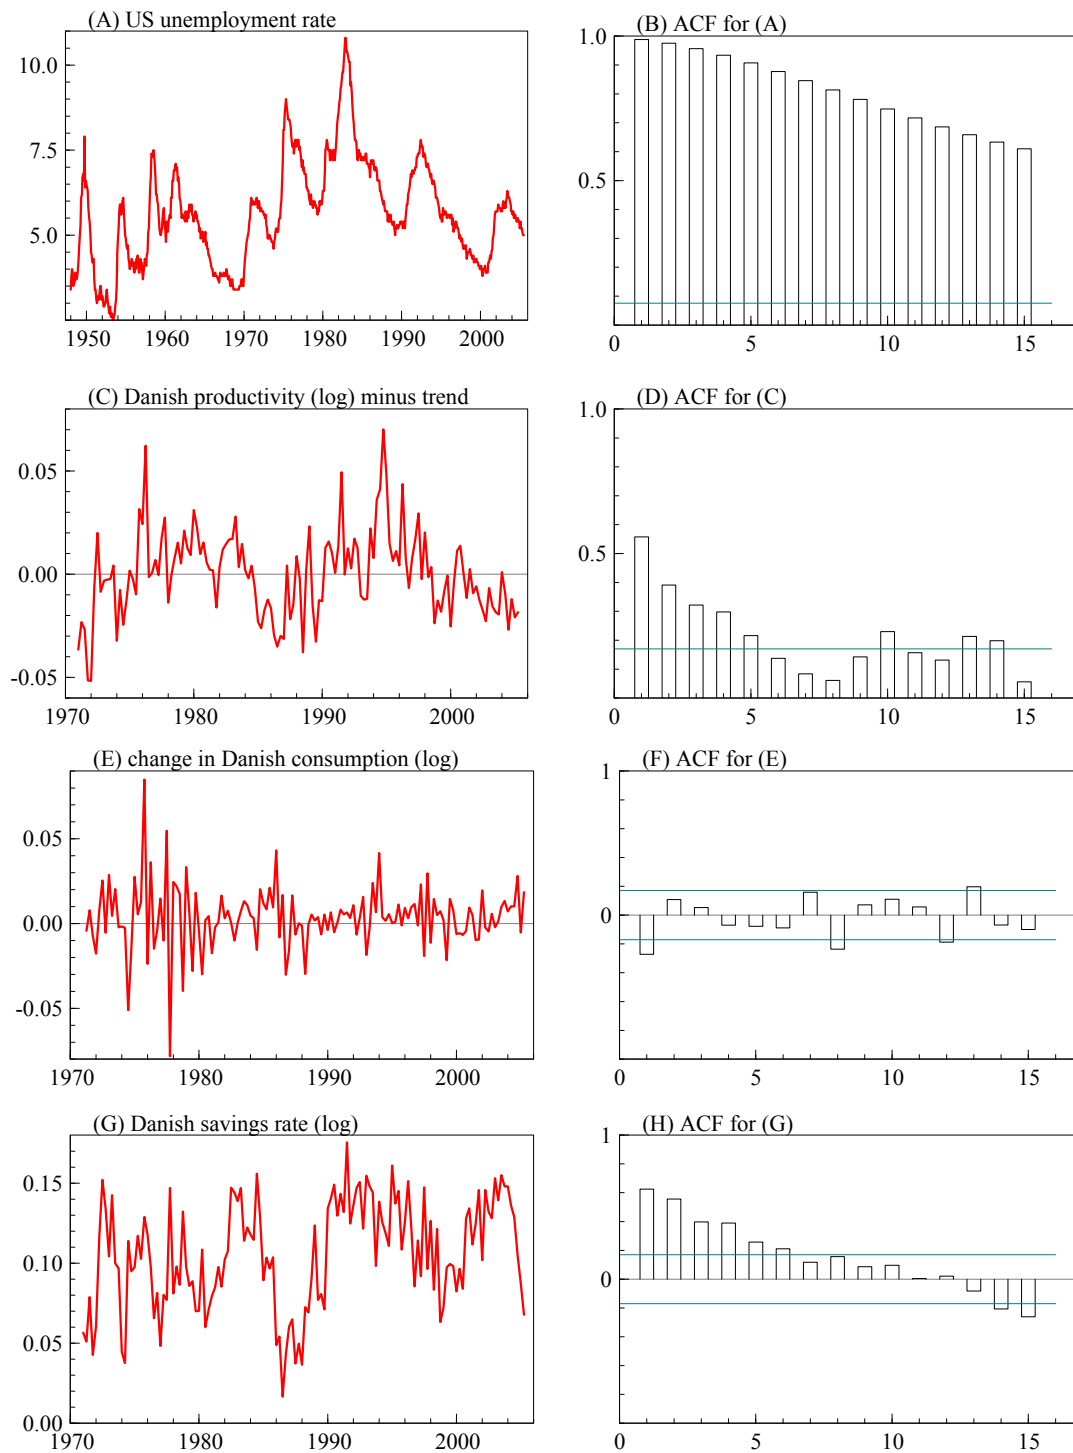 (A) US unemployment rate
10.0
7.5
5.0
1950 1960 1970 1980 1990 2000
(B) ACF for (A)
1.0
0.5
0 5 10 15
(C) Danish productivity (log) minus trend
0.05
0.00
-0.05
1970 1980 1990 2000
(D) ACF for (C)
1.0
0.5
0 5 10 15
(E) change in Danish consumption (log)
0.05
0.00
-0.05
1970 1980 1990 2000
(F) ACF for (E)
1
0
0 5 10 15
(G) Danish savings rate (log)
0.15
0.10
0.05
0.00
1970 1980 1990 2000
(H) ACF for (G)
1
0
0 5 10 15